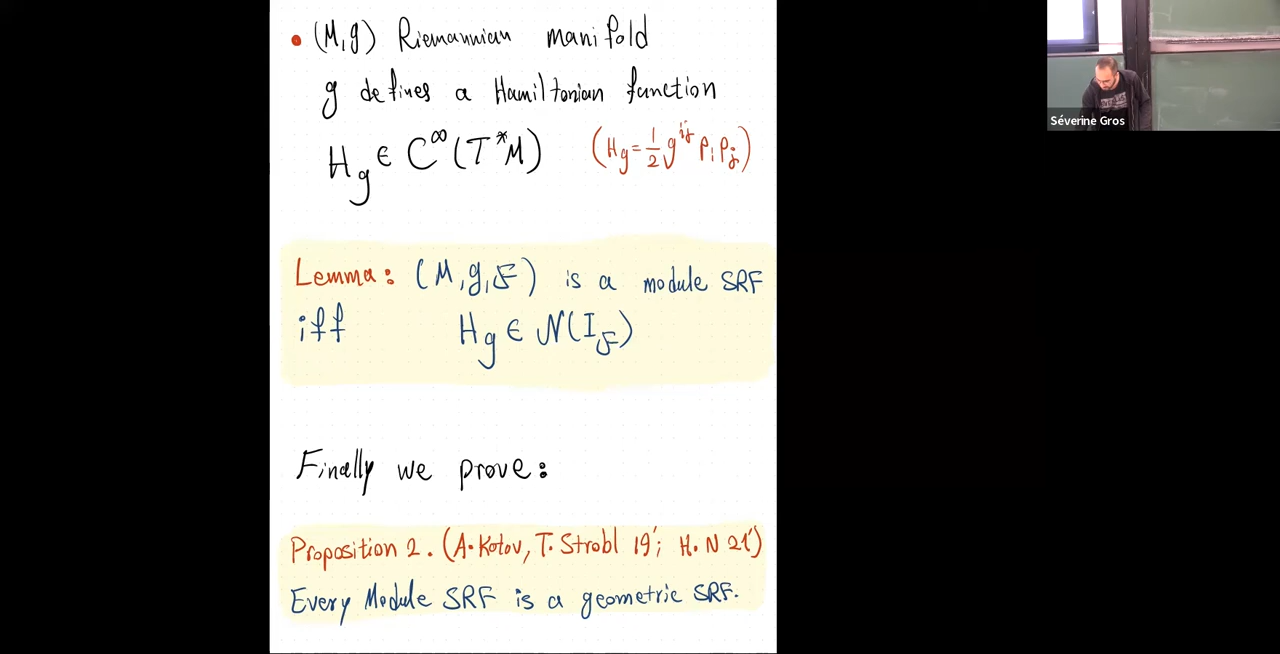 • (M,g) Riemannian manifold
g defines a Hamiltonian function
H_g ∈ C^∞(T*M) (H_g = 1/2 g^{ij} p_i p_j)
Lemma: (M,g,F) is a module SRF
iff H_g ∈ N(I_F)
Finally we prove:
Proposition 2. (A. Kotov, T. Strobl 19'; H. N 21')
Every Module SRF is a geometric SRF.
Séverine Gros